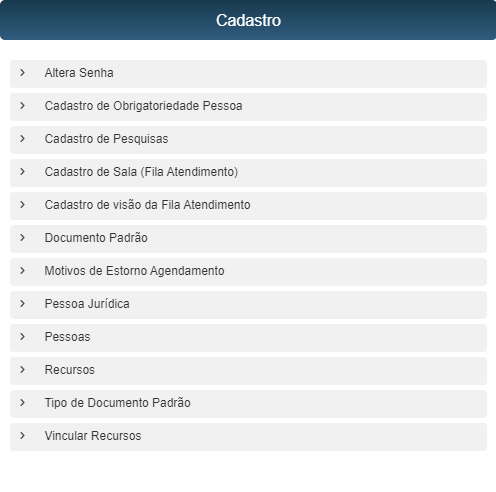 Cadastro
Altera Senha
Cadastro de Obrigatoriedade Pessoa
Cadastro de Pesquisas
Cadastro de Sala (Fila Atendimento)
Cadastro de visão da Fila Atendimento
Documento Padrão
Motivos de Estorno Agendamento
Pessoa Jurídica
Pessoas
Recursos
Tipo de Documento Padrão
Vincular Recursos